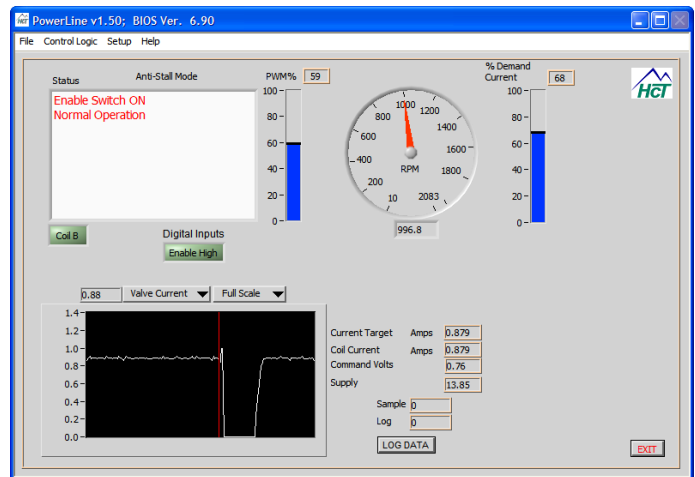 PowerLine v1.50; BIOS Ver. 6.90
File Control Logic Setup Help
Status Anti-Stall Mode
Enable Switch ON
Normal Operation
Coil B
Digital Inputs
Enable High
PWM% 59
100
80
60
40
20
0
10
200
400
600
800
1000
1200
1400
1600
1800
2083
RPM
996.8
% Demand
Current 68
100
80
60
40
20
0
HCT
0.88 Valve Current Full Scale
1.4
1.2
1.0
0.8
0.6
0.4
0.2
0.0
Current Target Amps 0.879
Coil Current Amps 0.879
Command Volts 0.76
Supply 13.85
Sample 0
Log 0
LOG DATA
EXIT